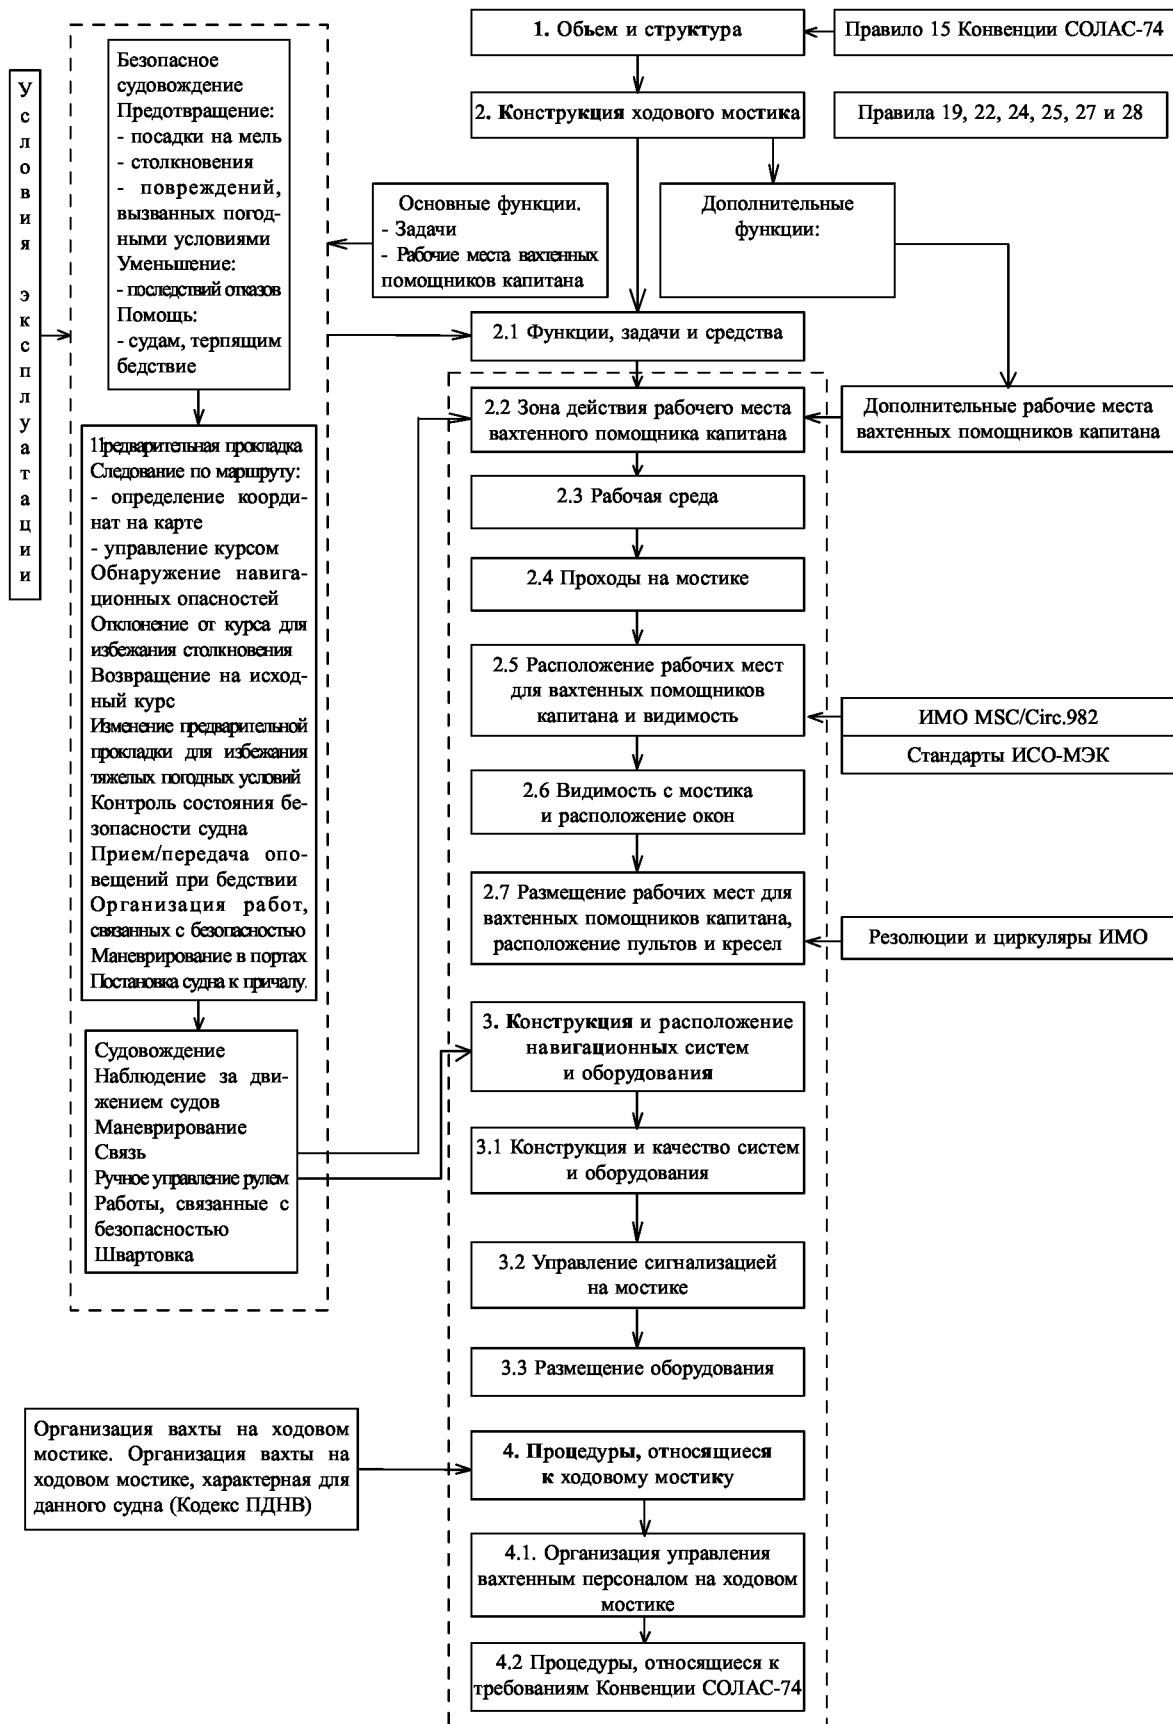 Условия эксплуатации
Безопасное
судовождение
Предотвращение:
- посадки на мель
- столкновения
- повреждений,
вызванных погод-
ными условиями
Уменьшение:
- последствий отказов
Помощь:
- судам, терпящим
бедствие
Предварительная прокладка
Следование по маршруту:
- определение коорди-
нат на карте
- управление курсом
Обнаружение навига-
ционных опасностей
Отклонение от курса для
избежания столкновения
Возвращение на исход-
ный курс
Изменение предварительной
прокладки для избежания
тяжелых погодных условий
Контроль состояния бе-
зопасности судна
Прием/передача опо-
вещений при бедствии
Организация работ,
связанных с безопасностью
Маневрирование в портах
Постановка судна к причалу.
Судовождение
Наблюдение за дви-
жением судов
Маневрирование
Связь
Ручное управление рулем
Работы, связанные с
безопасностью
Швартовка
Организация вахты на ходовом
мостике. Организация вахты на
ходовом мостике, характерная для
данного судна (Кодекс ПДНВ)
Основные функции.
- Задачи
- Рабочие места вахтенных
помощников капитана
1. Объем и структура
2. Конструкция ходового мостика
Дополнительные
функции:
2.1 Функции, задачи и средства
2.2 Зона действия рабочего места
вахтенного помощника капитана
2.3 Рабочая среда
2.4 Проходы на мостике
2.5 Расположение рабочих мест
для вахтенных помощников
капитана и видимость
2.6 Видимость с мостика
и расположение окон
2.7 Размещение рабочих мест для
вахтенных помощников капитана,
расположение пультов и кресел
3. Конструкция и расположение
навигационных систем
и оборудования
3.1 Конструкция и качество систем
и оборудования
3.2 Управление сигнализацией
на мостике
3.3 Размещение оборудования
4. Процедуры, относящиеся
к ходовому мостику
4.1. Организация управления
вахтенным персоналом на ходовом
мостике
4.2 Процедуры, относящиеся к
требованиям Конвенции СОЛАС-74
Правило 15 Конвенции СОЛАС-74
Правила 19, 22, 24, 25, 27 и 28
Дополнительные рабочие места
вахтенных помощников капитана
ИМО MSC/Circ.982
Стандарты ИСО-МЭК
Резолюции и циркуляры ИМО